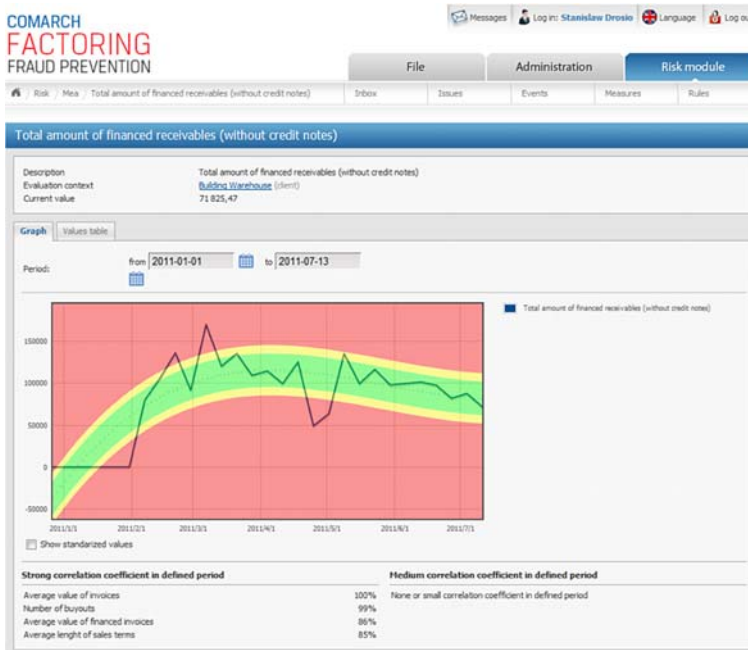 COMARCH
FACTORING
FRAUD PREVENTION
Messages Log in: Stanislaw Drosio Language Log ou
File Administration Risk module
Risk / Mea / Total amount of financed receivables (without credit notes) Inbox Issues Events Measures Rules
Total amount of financed receivables (without credit notes)
Description Total amount of financed receivables (without credit notes)
Evaluation context Building Warehouse (client)
Current value 71 825,47
Graph Values table
Period: from 2011-01-01 to 2011-07-13
Total amount of financed receivables (without credit notes)
150000
100000
50000
0
-50000
2011/1/1 2011/2/1 2011/3/1 2011/4/1 2011/5/1 2011/6/1 2011/7/1
Show standarized values
Strong correlation coefficient in defined period Medium correlation coefficient in defined period
Average value of invoices 100% None or small correlation coefficient in defined period
Number of buyouts 99%
Average value of financed invoices 86%
Average lenght of sales terms 85%